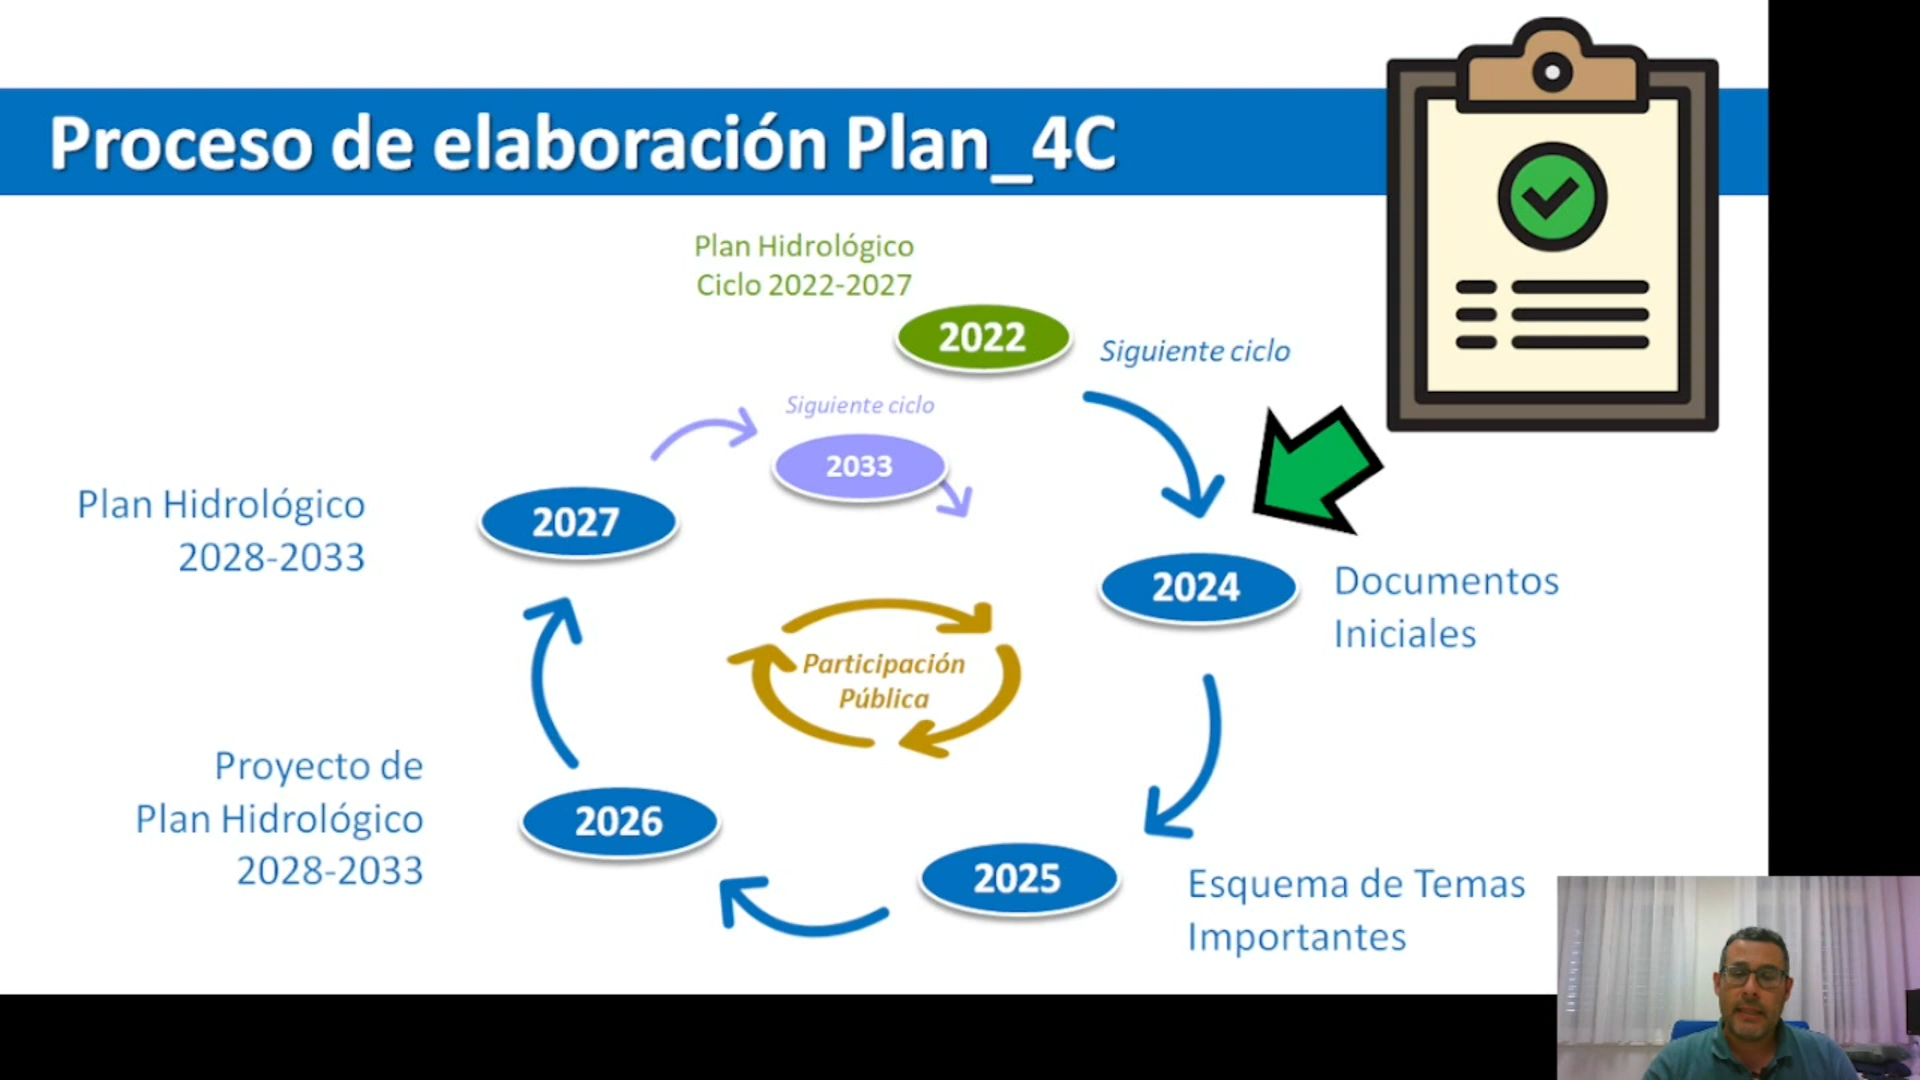 Proceso de elaboración Plan_4C
Plan Hidrológico
Ciclo 2022-2027
2022
Siguiente ciclo
Siguiente ciclo
2033
Plan Hidrológico
2028-2033
2027
2024
Documentos
Iniciales
Participación
Pública
Proyecto de
Plan Hidrológico
2028-2033
2026
2025
Esquema de Temas
Importantes